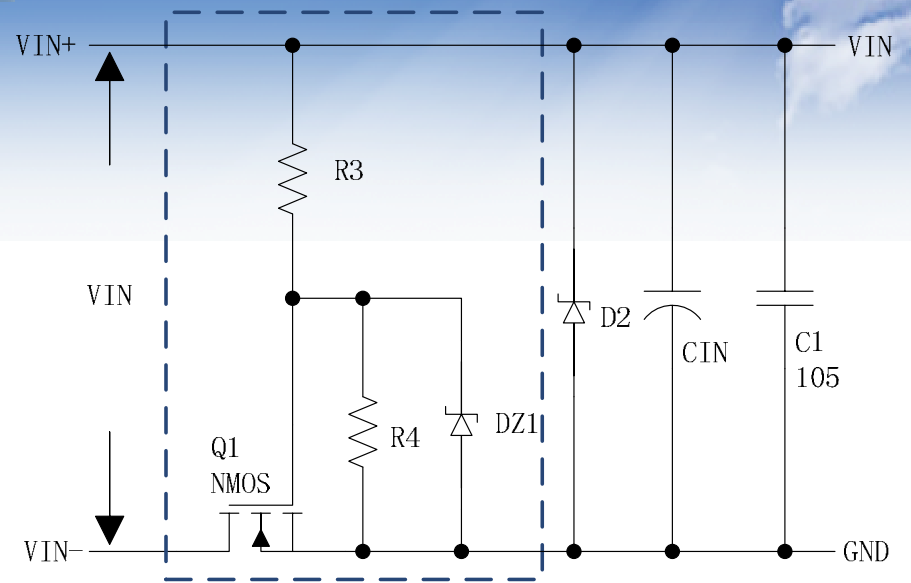 VIN+
VIN
R3
VIN
D2
CIN
C1
105
Q1
NMOS
R4
DZ1
VIN-
GND